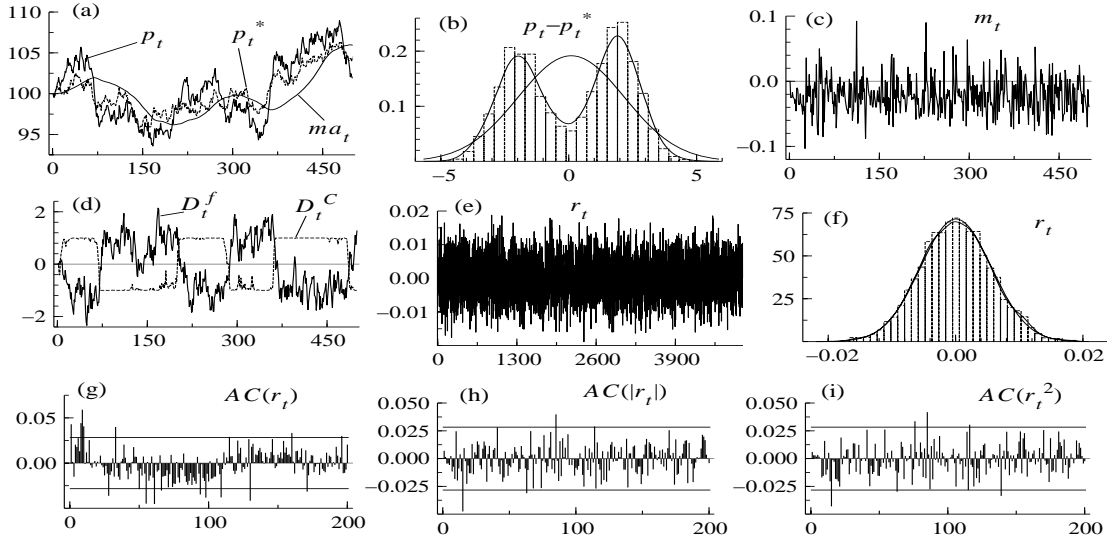 (a)
p_t
p_t^*
ma_t
110
105
100
95
0
150
300
450
(b)
p_t−p_t^*
0.2
0.1
−5
0
5
(c)
m_t
0.1
0.0
−0.1
0
150
300
450
(d)
D_t^f
D_t^C
2
0
−2
0
150
300
450
(e)
r_t
0.02
0.01
0.00
−0.01
0
1300
2600
3900
(f)
r_t
75
50
25
−0.02
0.00
0.02
(g)
AC(r_t)
0.05
0.00
0
100
200
(h)
AC(|r_t|)
0.050
0.025
0.000
−0.025
0
100
200
(i)
AC(r_t^2)
0.050
0.025
0.000
−0.025
0
100
200